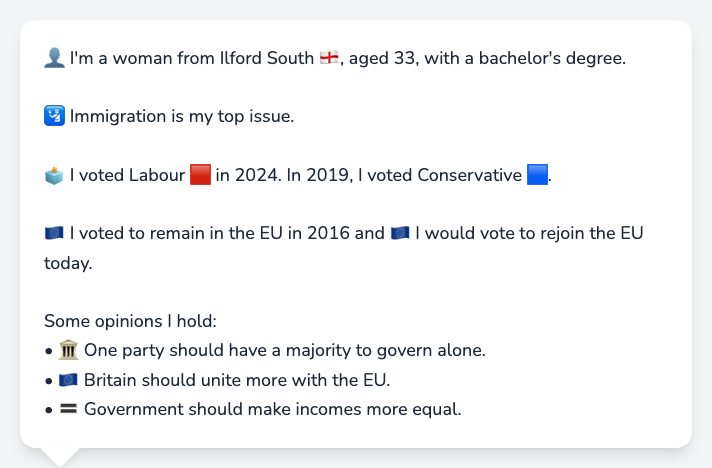 👤 I'm a woman from Ilford South 🏴󠁧󠁢󠁥󠁮󠁧󠁿, aged 33, with a bachelor's degree.
🛂 Immigration is my top issue.
🗳️ I voted Labour 🟥 in 2024. In 2019, I voted Conservative 🟦.
🇪🇺 I voted to remain in the EU in 2016 and 🇪🇺 I would vote to rejoin the EU
today.
Some opinions I hold:
• 🏛️ One party should have a majority to govern alone.
• 🇪🇺 Britain should unite more with the EU.
• 🟰 Government should make incomes more equal.